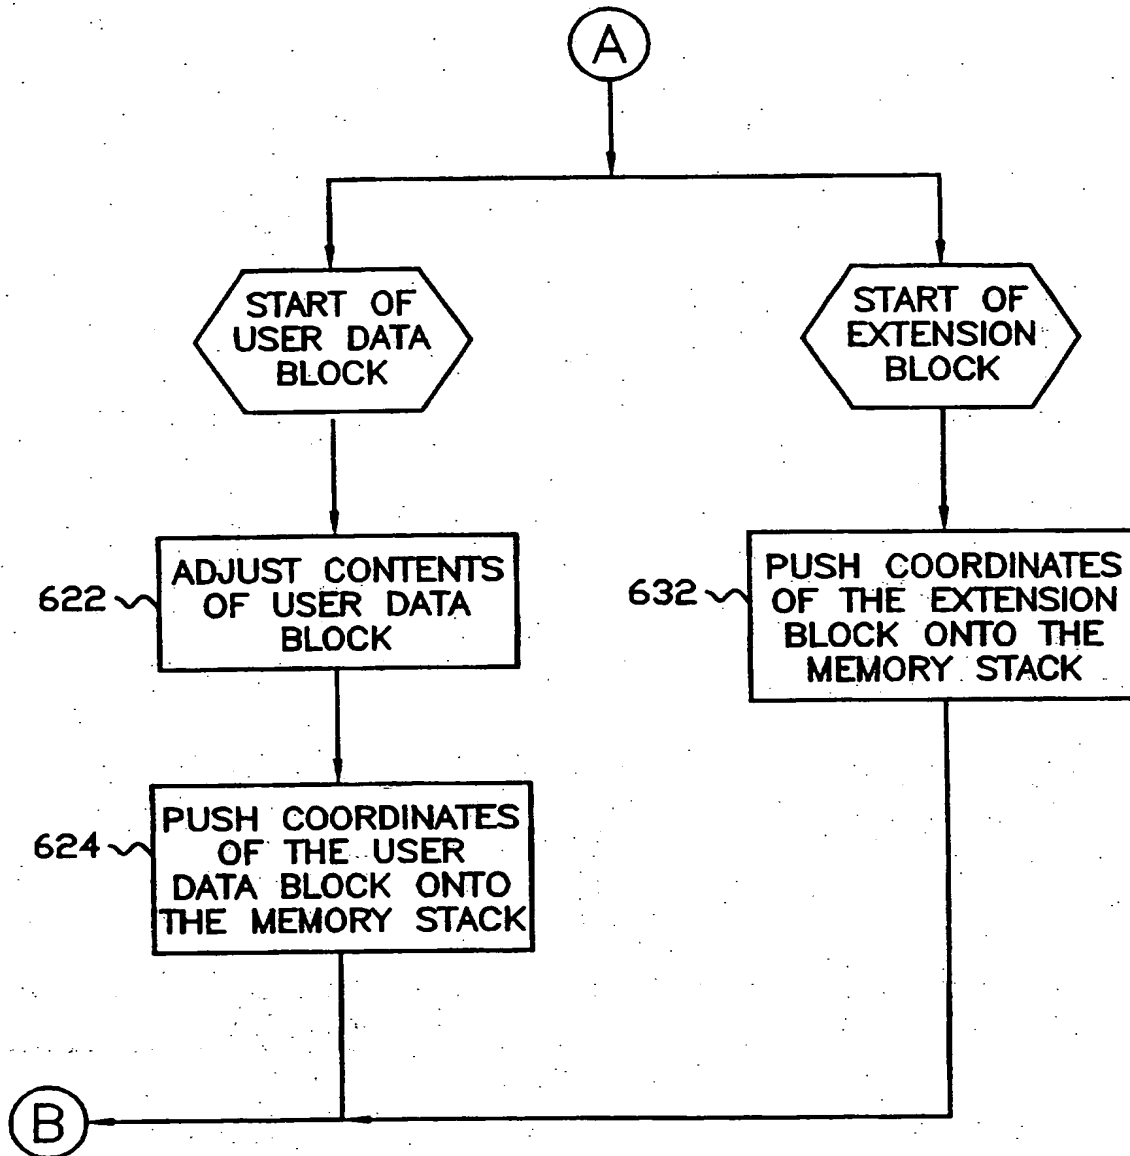 A
START OF
USER DATA
BLOCK
START OF
EXTENSION
BLOCK
622
ADJUST CONTENTS
OF USER DATA
BLOCK
632
PUSH COORDINATES
OF THE EXTENSION
BLOCK ONTO THE
MEMORY STACK
624
PUSH COORDINATES
OF THE USER
DATA BLOCK ONTO
THE MEMORY STACK
B